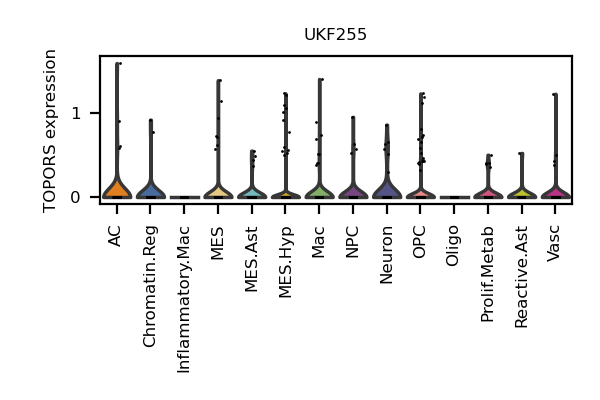 UKF255
TOPORS expression
1
0
AC
Chromatin.Reg
Inflammatory.Mac
MES
MES.Ast
MES.Hyp
Mac
NPC
Neuron
OPC
Oligo
Prolif.Metab
Reactive.Ast
Vasc